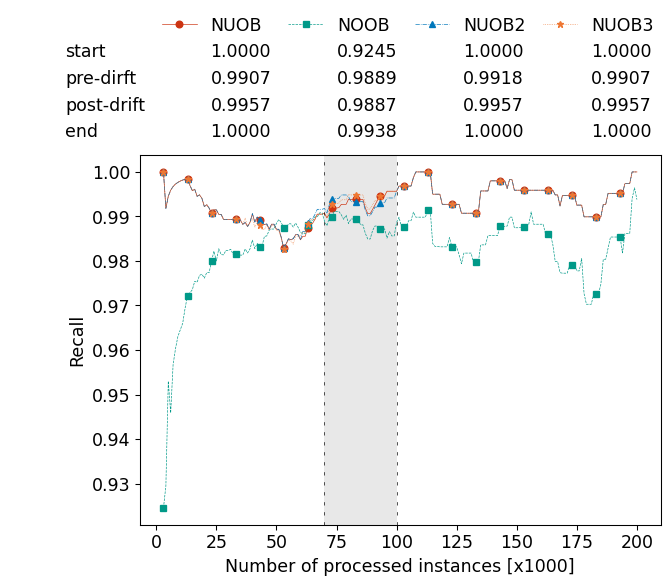 NUOB NOOB NUOB2 NUOB3
start 1.0000 0.9245 1.0000 1.0000
pre-dirft 0.9907 0.9889 0.9918 0.9907
post-drift 0.9957 0.9887 0.9957 0.9957
end 1.0000 0.9938 1.0000 1.0000
1.00
0.99
0.98
0.97
0.96
0.95
0.94
0.93
Recall
0 25 50 75 100 125 150 175 200
Number of processed instances [x1000]